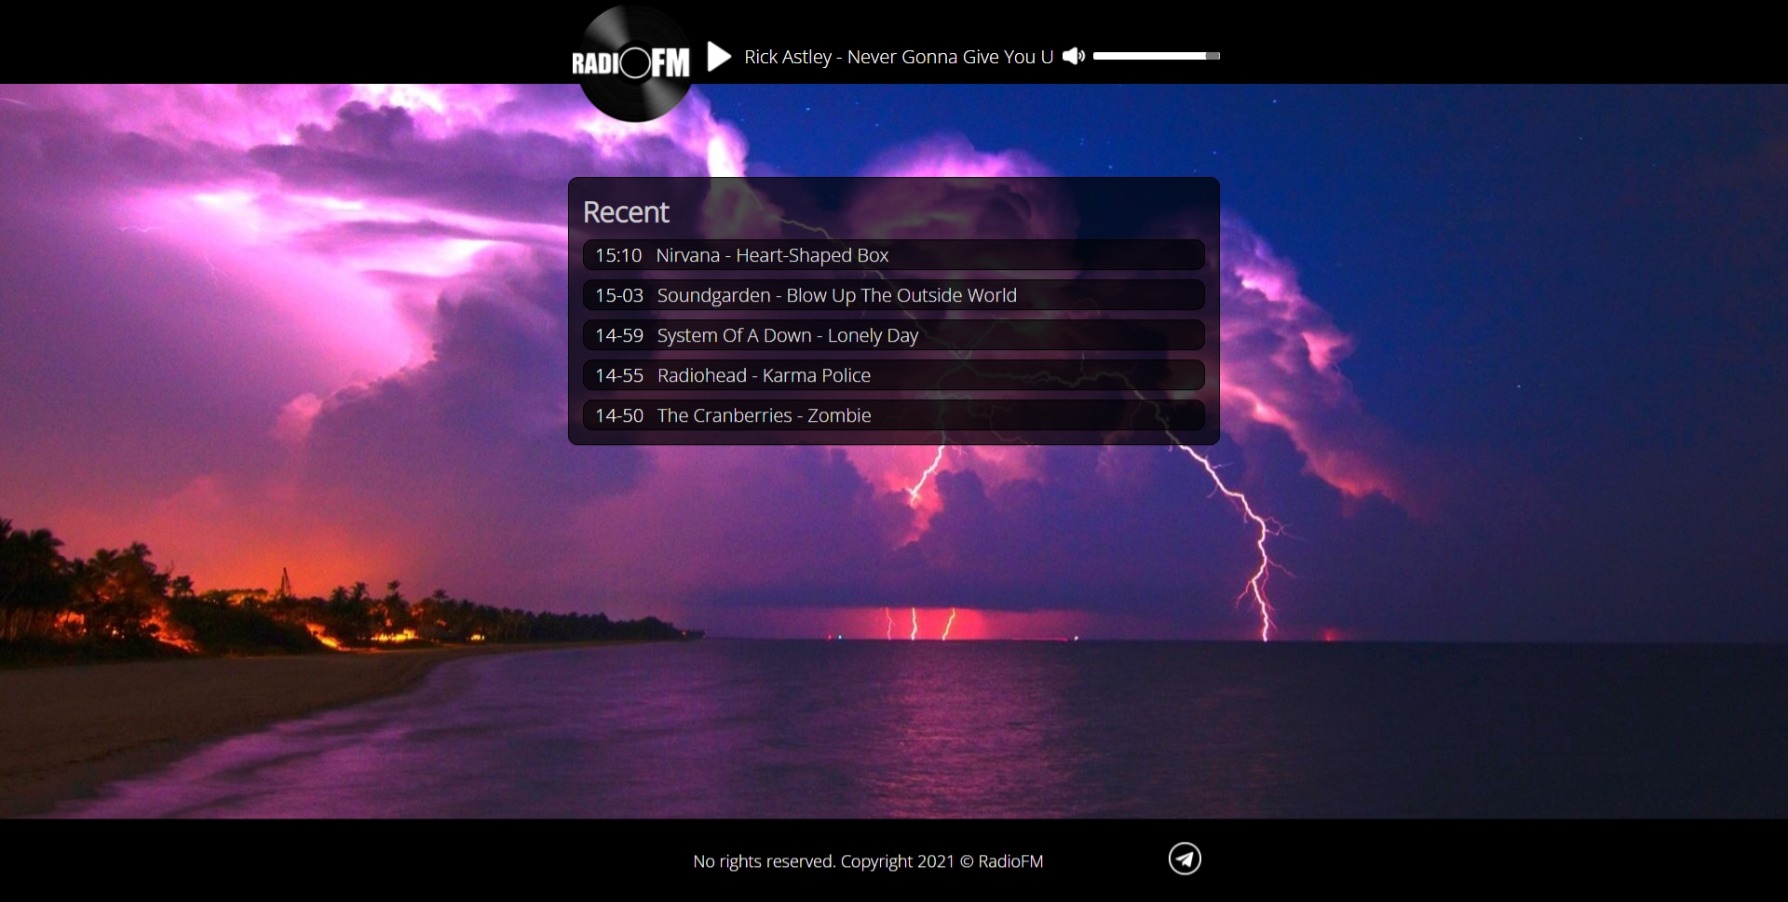 RADIOFM
Rick Astley - Never Gonna Give You U
Recent
15:10 Nirvana - Heart-Shaped Box
15-03 Soundgarden - Blow Up The Outside World
14-59 System Of A Down - Lonely Day
14-55 Radiohead - Karma Police
14-50 The Cranberries - Zombie
No rights reserved. Copyright 2021 © RadioFM